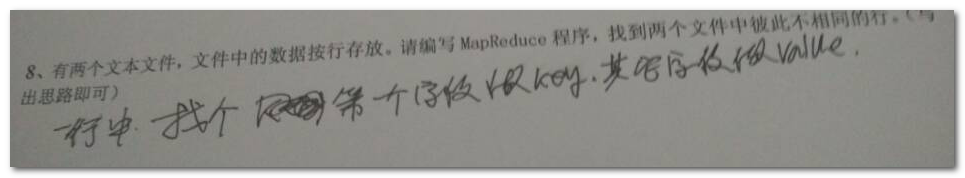 8、有两个文本文件，文件中的数据按行存放。请编写 MapReduce 程序，找到两个文件中彼此不相同的行。（写
出思路即可）
一行中 找个 第一个字段做key.其它字段做value.